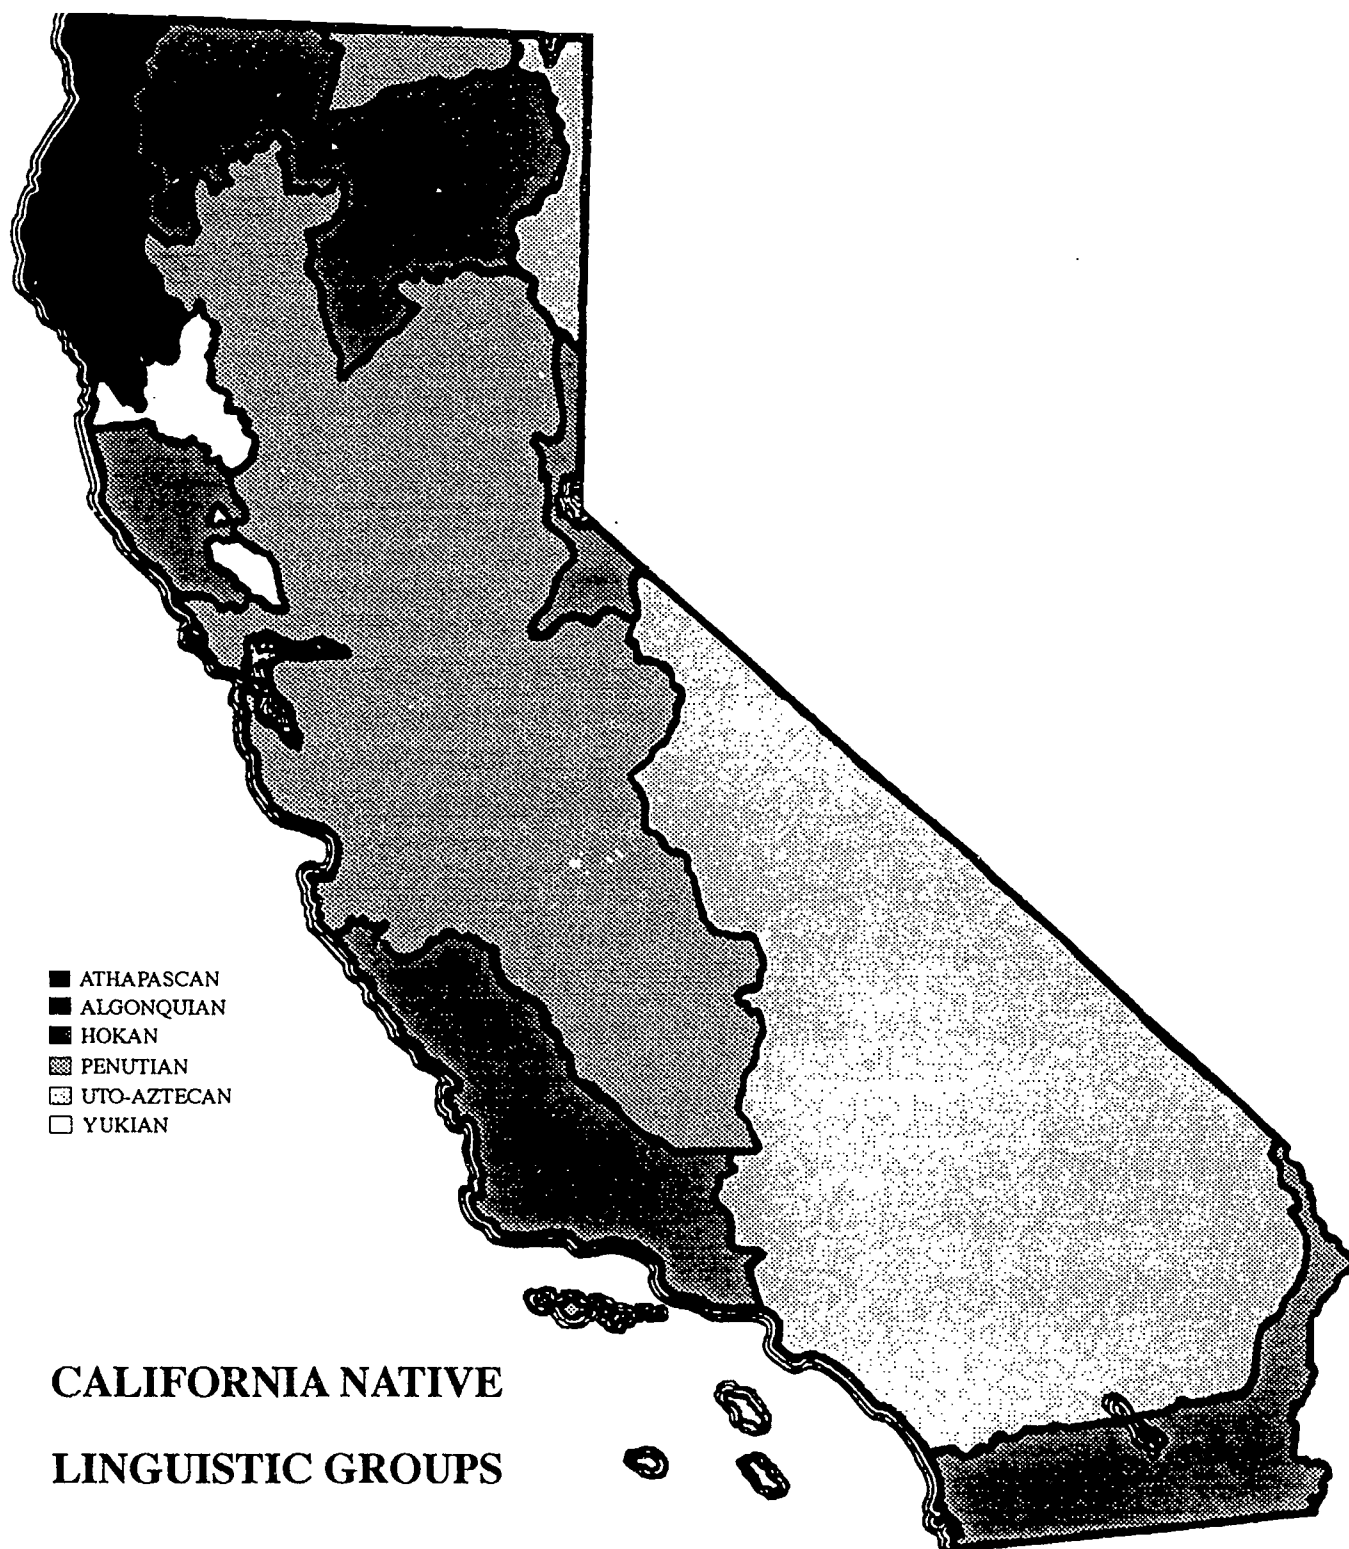 ATHAPASCAN
ALGONQUIAN
HOKAN
PENUTIAN
UTO-AZTECAN
YUKIAN
CALIFORNIA NATIVE
LINGUISTIC GROUPS